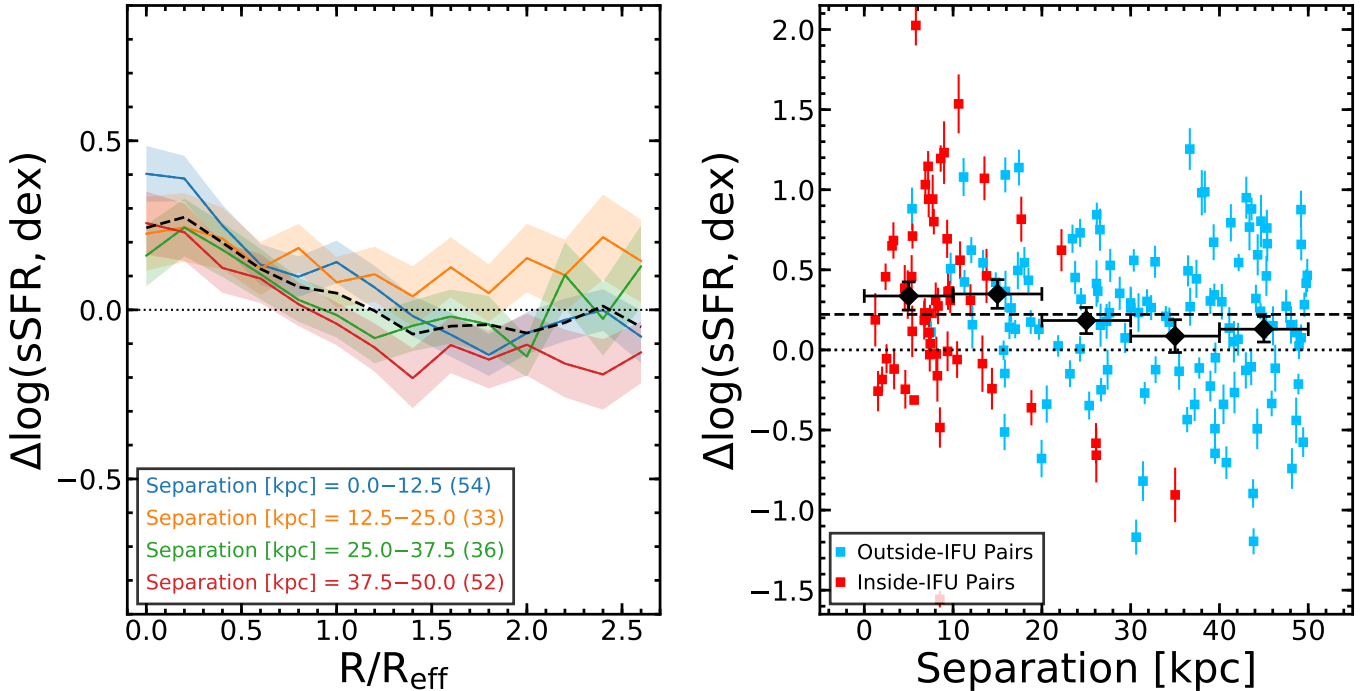 Δlog(sSFR, dex)
0.5
0.0
−0.5
Separation [kpc] = 0.0−12.5 (54)
Separation [kpc] = 12.5−25.0 (33)
Separation [kpc] = 25.0−37.5 (36)
Separation [kpc] = 37.5−50.0 (52)
0.0 0.5 1.0 1.5 2.0 2.5
R/Reff
Δlog(sSFR, dex)
2.0
1.5
1.0
0.5
0.0
−0.5
−1.0
−1.5
Outside-IFU Pairs
Inside-IFU Pairs
0 10 20 30 40 50
Separation [kpc]